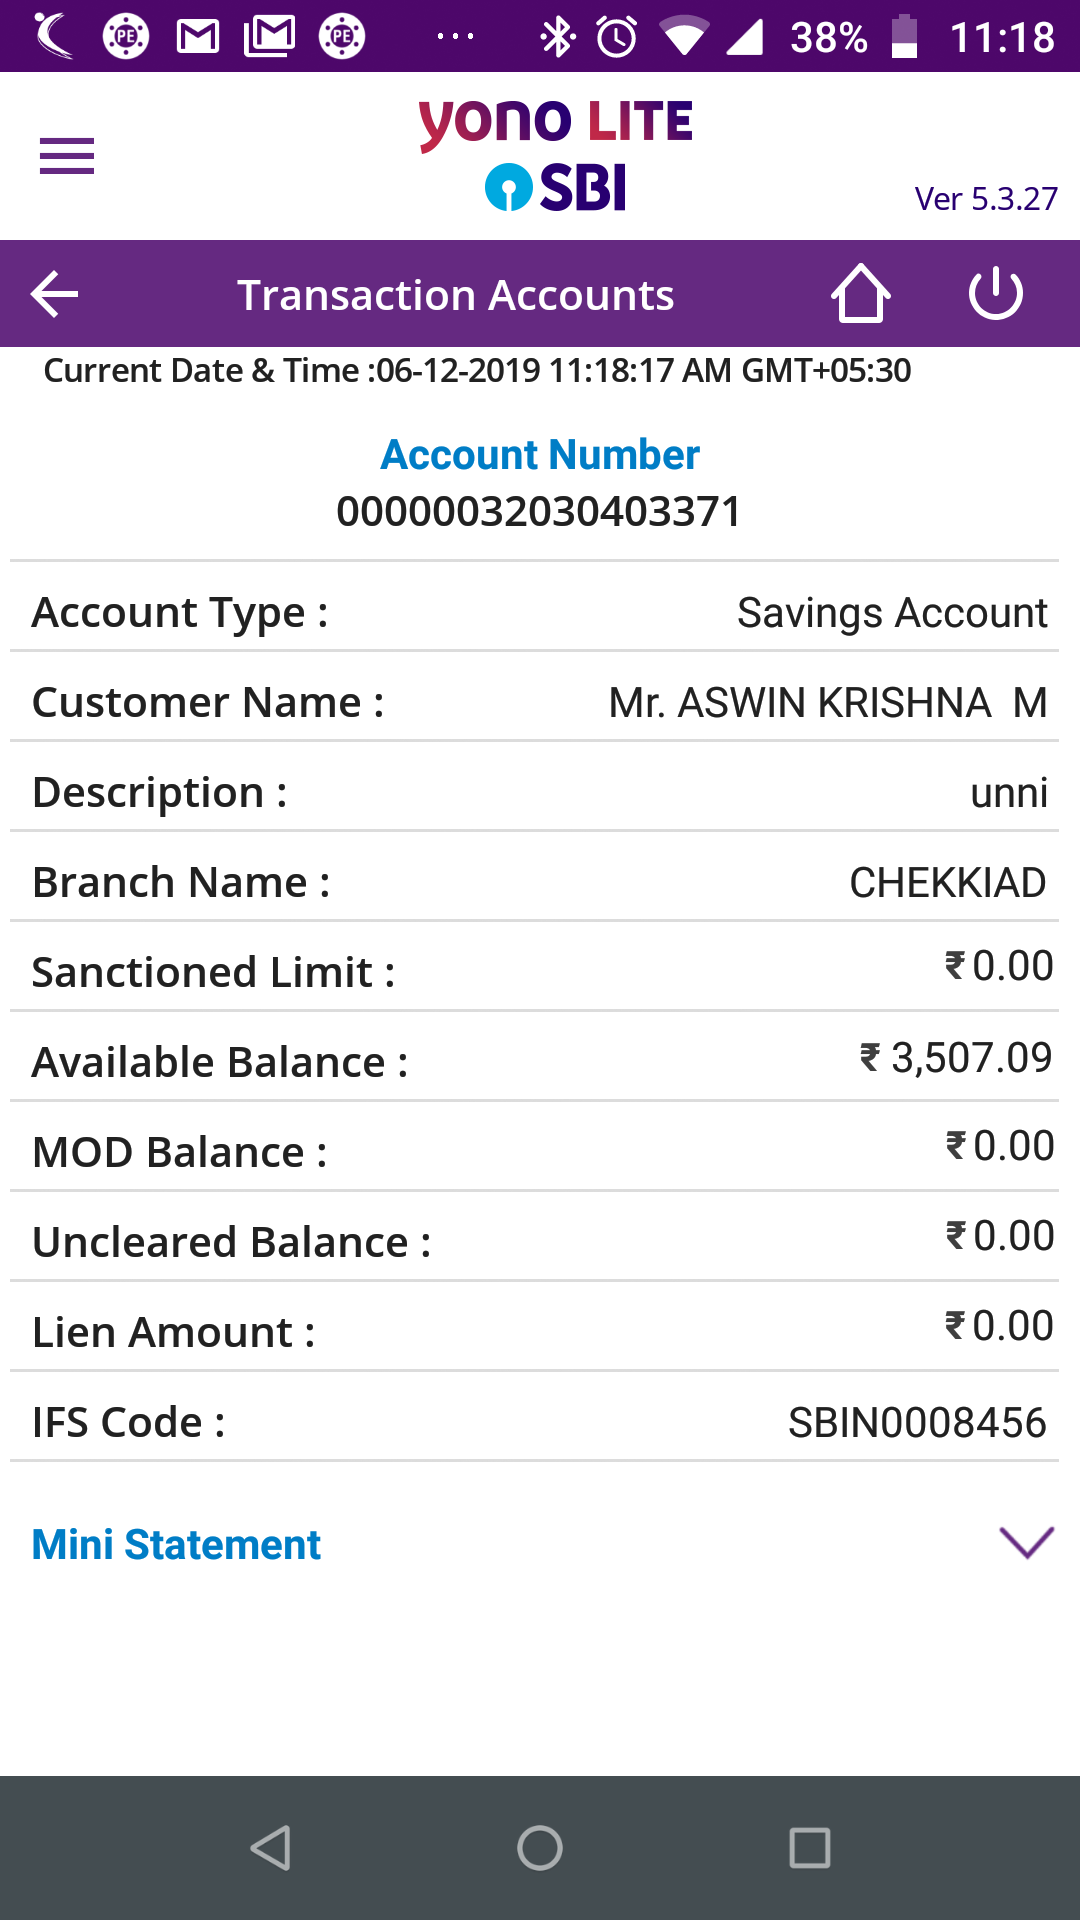 PE PE ... 38% 11:18
yono LITE
SBI
Ver 5.3.27
Transaction Accounts
Current Date & Time :06-12-2019 11:18:17 AM GMT+05:30
Account Number
00000032030403371
Account Type : Savings Account
Customer Name : Mr. ASWIN KRISHNA  M
Description : unni
Branch Name : CHEKKIAD
Sanctioned Limit : ₹ 0.00
Available Balance : ₹ 3,507.09
MOD Balance : ₹ 0.00
Uncleared Balance : ₹ 0.00
Lien Amount : ₹ 0.00
IFS Code : SBIN0008456
Mini Statement